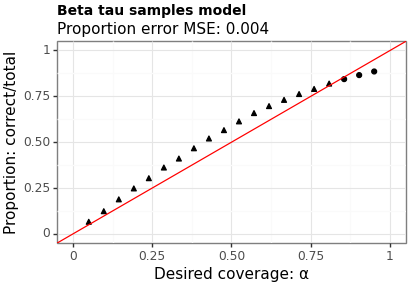 Beta tau samples model
Proportion error MSE: 0.004
Proportion: correct/total
1
0.75
0.50
0.25
0
0
0.25
0.50
0.75
1
Desired coverage: α